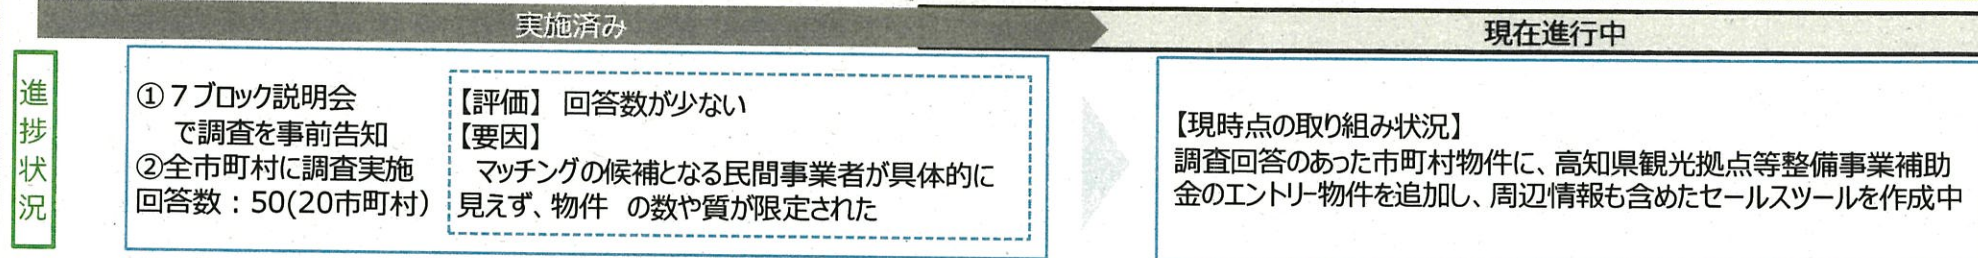 実施済み
現在進行中
進捗状況
①７ブロック説明会
で調査を事前告知
②全市町村に調査実施
回答数：50(20市町村）
【評価】 回答数が少ない
【要因】
マッチングの候補となる民間事業者が具体的に
見えず、物件　の数や質が限定された
【現時点の取り組み状況】
調査回答のあった市町村物件に、高知県観光拠点等整備事業補助
金のエントリー物件を追加し、周辺情報も含めたセールスツールを作成中